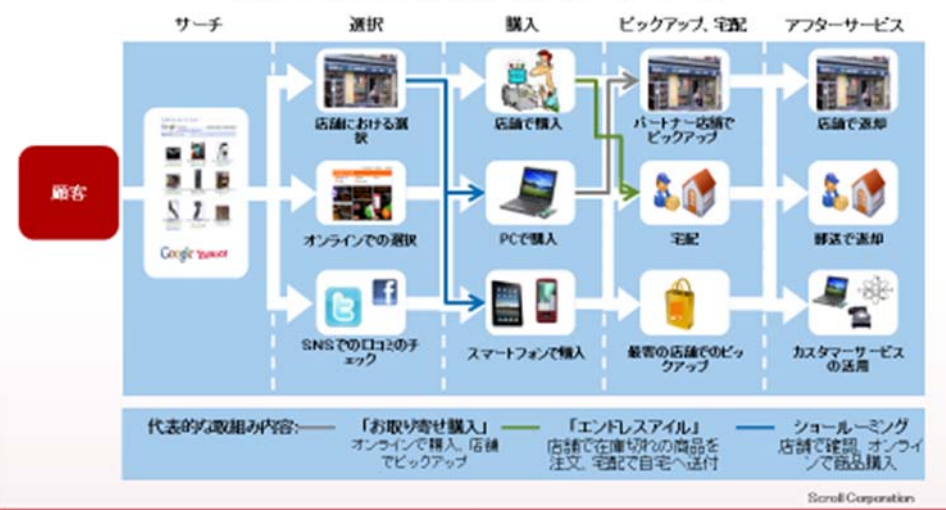 サーチ
選択
購入
ピックアップ、宅配
アフターサービス
顧客
Google Yahoo!
店舗における選
択
オンラインでの選択
SNSでの口コミのチ
ェック
店舗で購入
PCで購入
スマートフォンで購入
パートナー店舗で
ピックアップ
宅配
最寄の店舗でのピッ
クアップ
店舗で返却
郵送で返却
カスタマーサービス
の活用
代表的な取組み内容:
「お取り寄せ購入」
オンラインで購入、店舗
でピックアップ
「エンドレスアイル」
店舗で在庫切れの商品を
注文、宅配で自宅へ送付
ショールーミング
店舗で確認、オンライ
ンで商品購入
Scroll Corporation